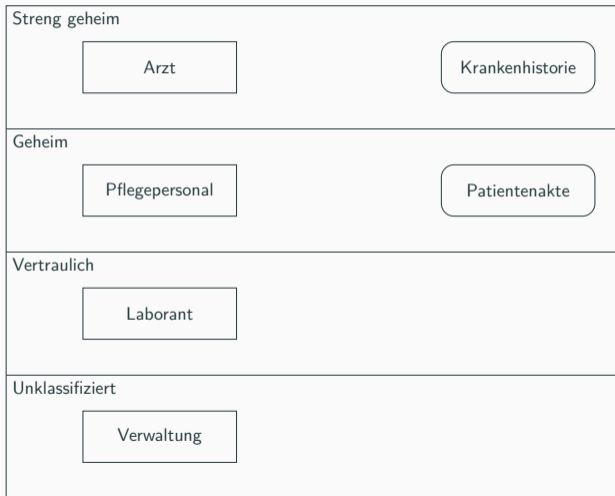 Streng geheim
Arzt
Krankenhistorie
Geheim
Pflegepersonal
Patientenakte
Vertraulich
Laborant
Unklassifiziert
Verwaltung